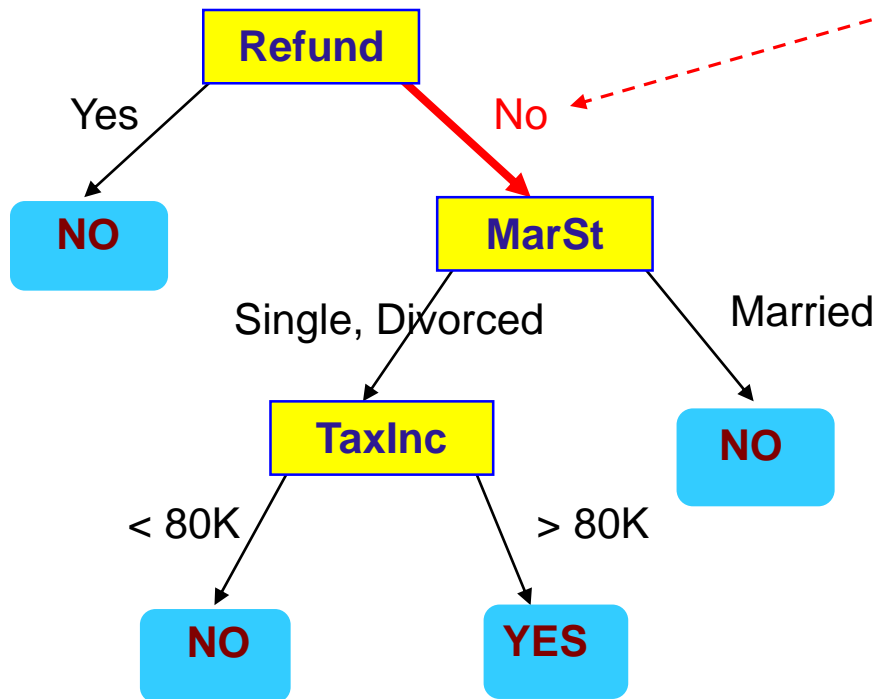 Refund
Yes
No
NO
MarSt
Single, Divorced
Married
TaxInc
NO
< 80K
> 80K
NO
YES